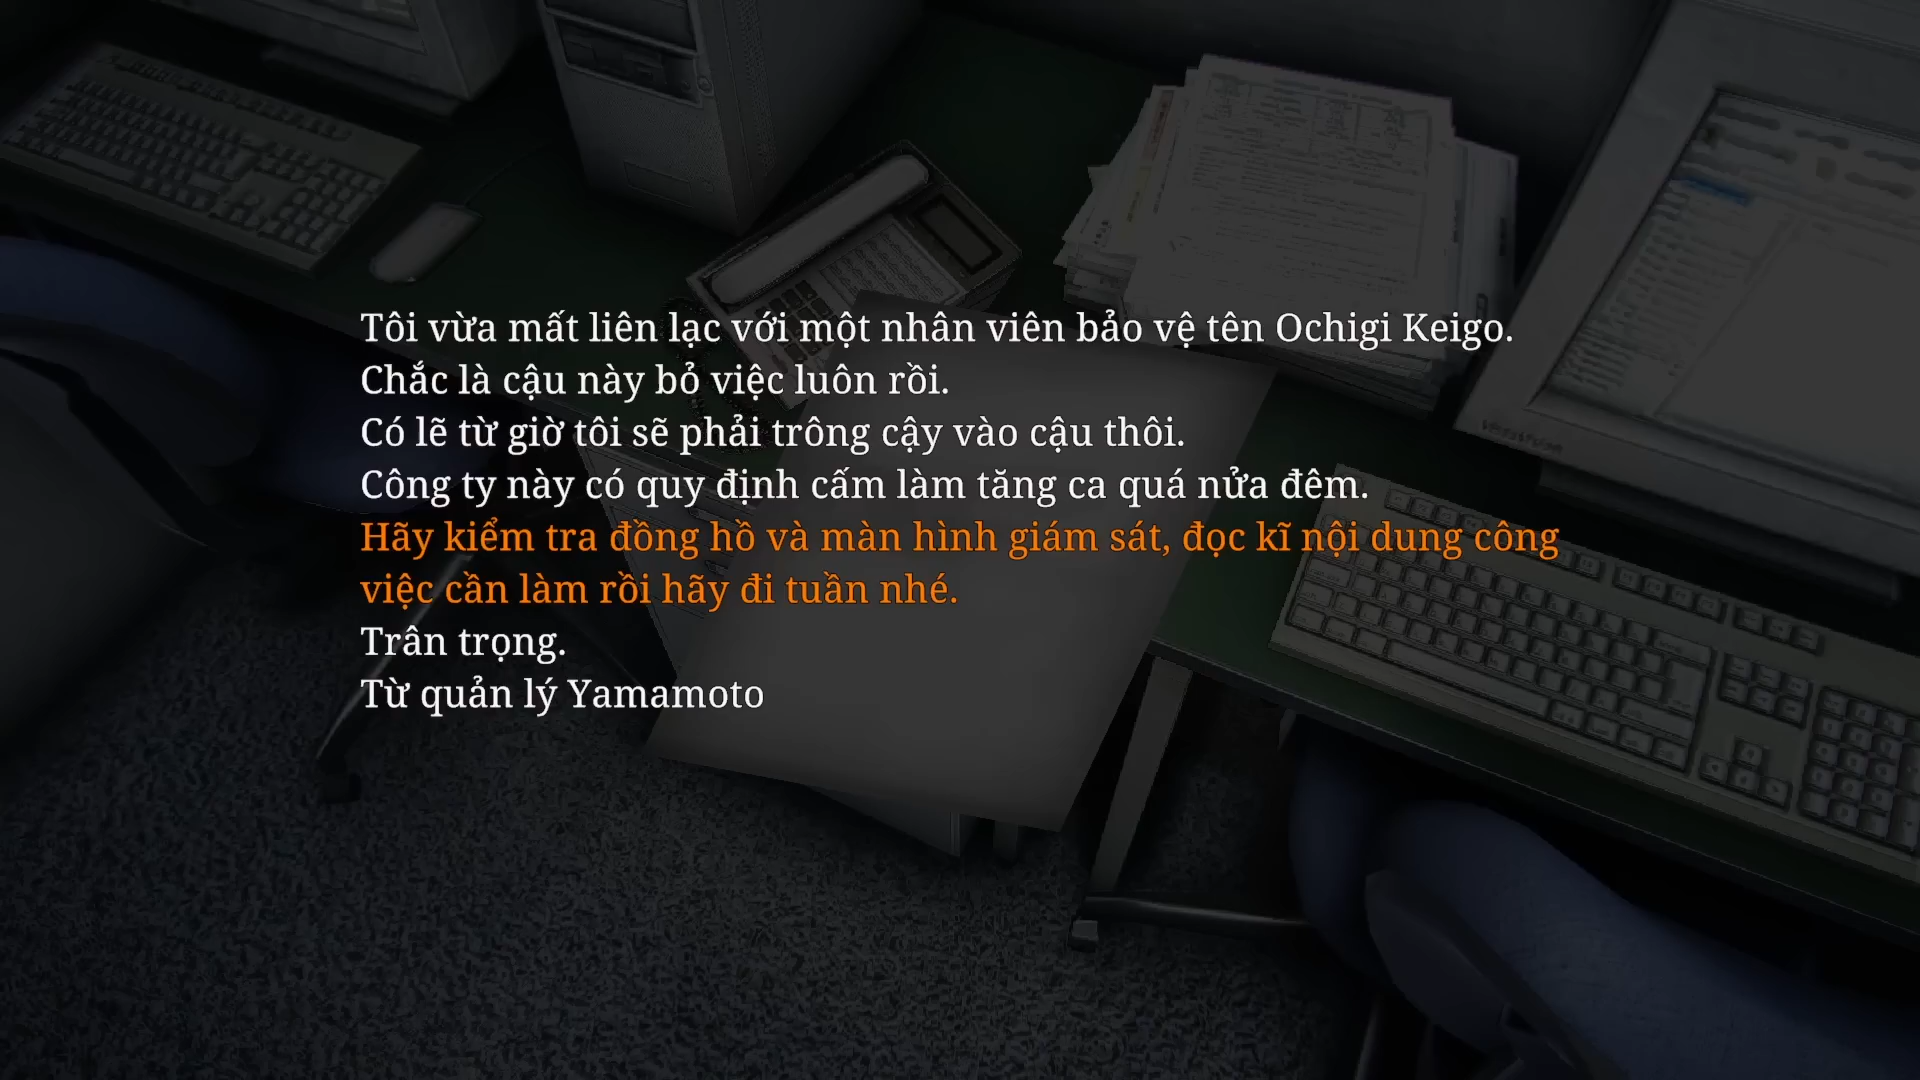 Tôi vừa mất liên lạc với một nhân viên bảo vệ tên Ochigi Keigo.
Chắc là cậu này bỏ việc luôn rồi.
Có lẽ từ giờ tôi sẽ phải trông cậy vào cậu thôi.
Công ty này có quy định cấm làm tăng ca quá nửa đêm.
Hãy kiểm tra đồng hồ và màn hình giám sát, đọc kĩ nội dung công
việc cần làm rồi hãy đi tuần nhé.
Trân trọng.
Từ quản lý Yamamoto